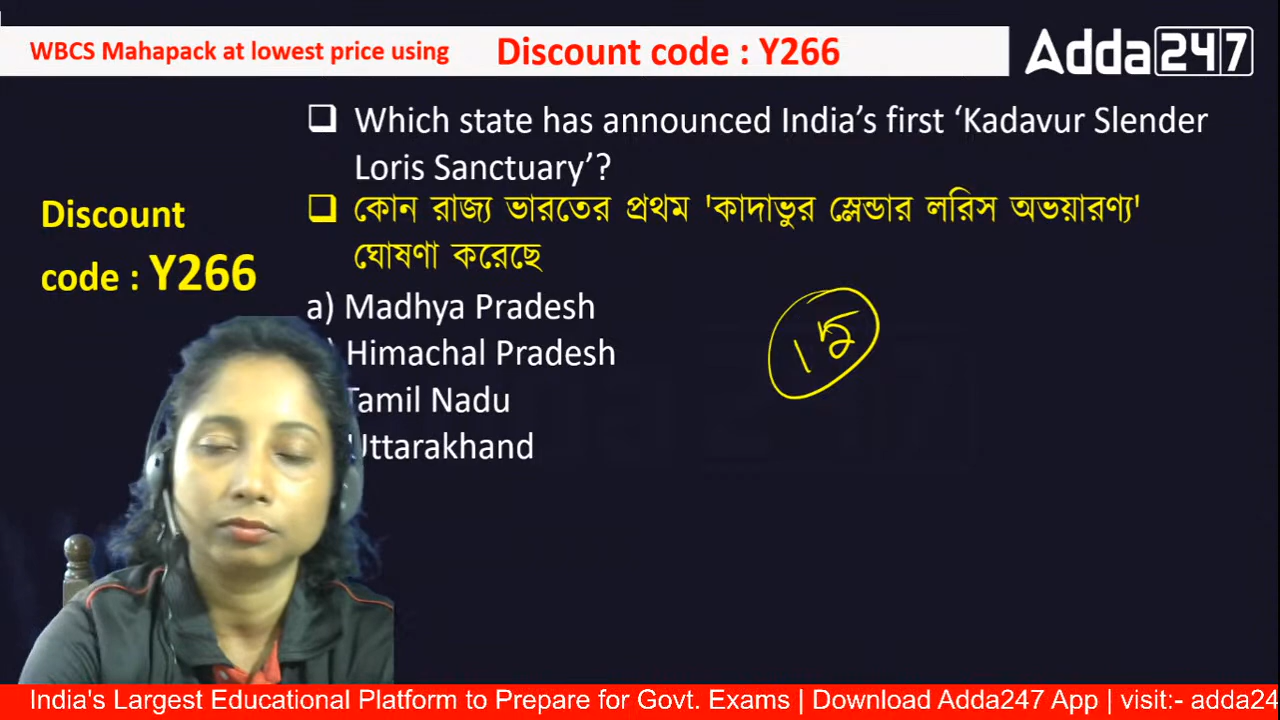 WBCS Mahapack at lowest price using Discount code : Y266 Adda247
❑ Which state has announced India's first ‘Kadavur Slender
Loris Sanctuary’?
❑ কোন রাজ্য ভারতের প্রথম 'কাদাভুর স্লেন্ডার লরিস অভয়ারণ্য'
ঘোষণা করেছে
Discount
code : Y266
a) Madhya Pradesh
) Himachal Pradesh
Tamil Nadu
Uttarakhand
India's Largest Educational Platform to Prepare for Govt. Exams | Download Adda247 App | visit:- adda24